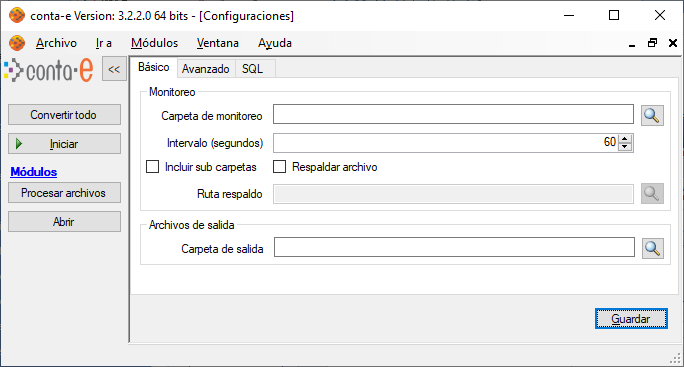 conta-e Version: 3.2.2.0 64 bits - [Configuraciones]
Archivo Ir a Módulos Ventana Ayuda
conta-e <<
Básico Avanzado SQL
Convertir todo
Iniciar
Módulos
Procesar archivos
Abrir
Monitoreo
Carpeta de monitoreo
Intervalo (segundos) 60
Incluir sub carpetas Respaldar archivo
Ruta respaldo
Archivos de salida
Carpeta de salida
Guardar